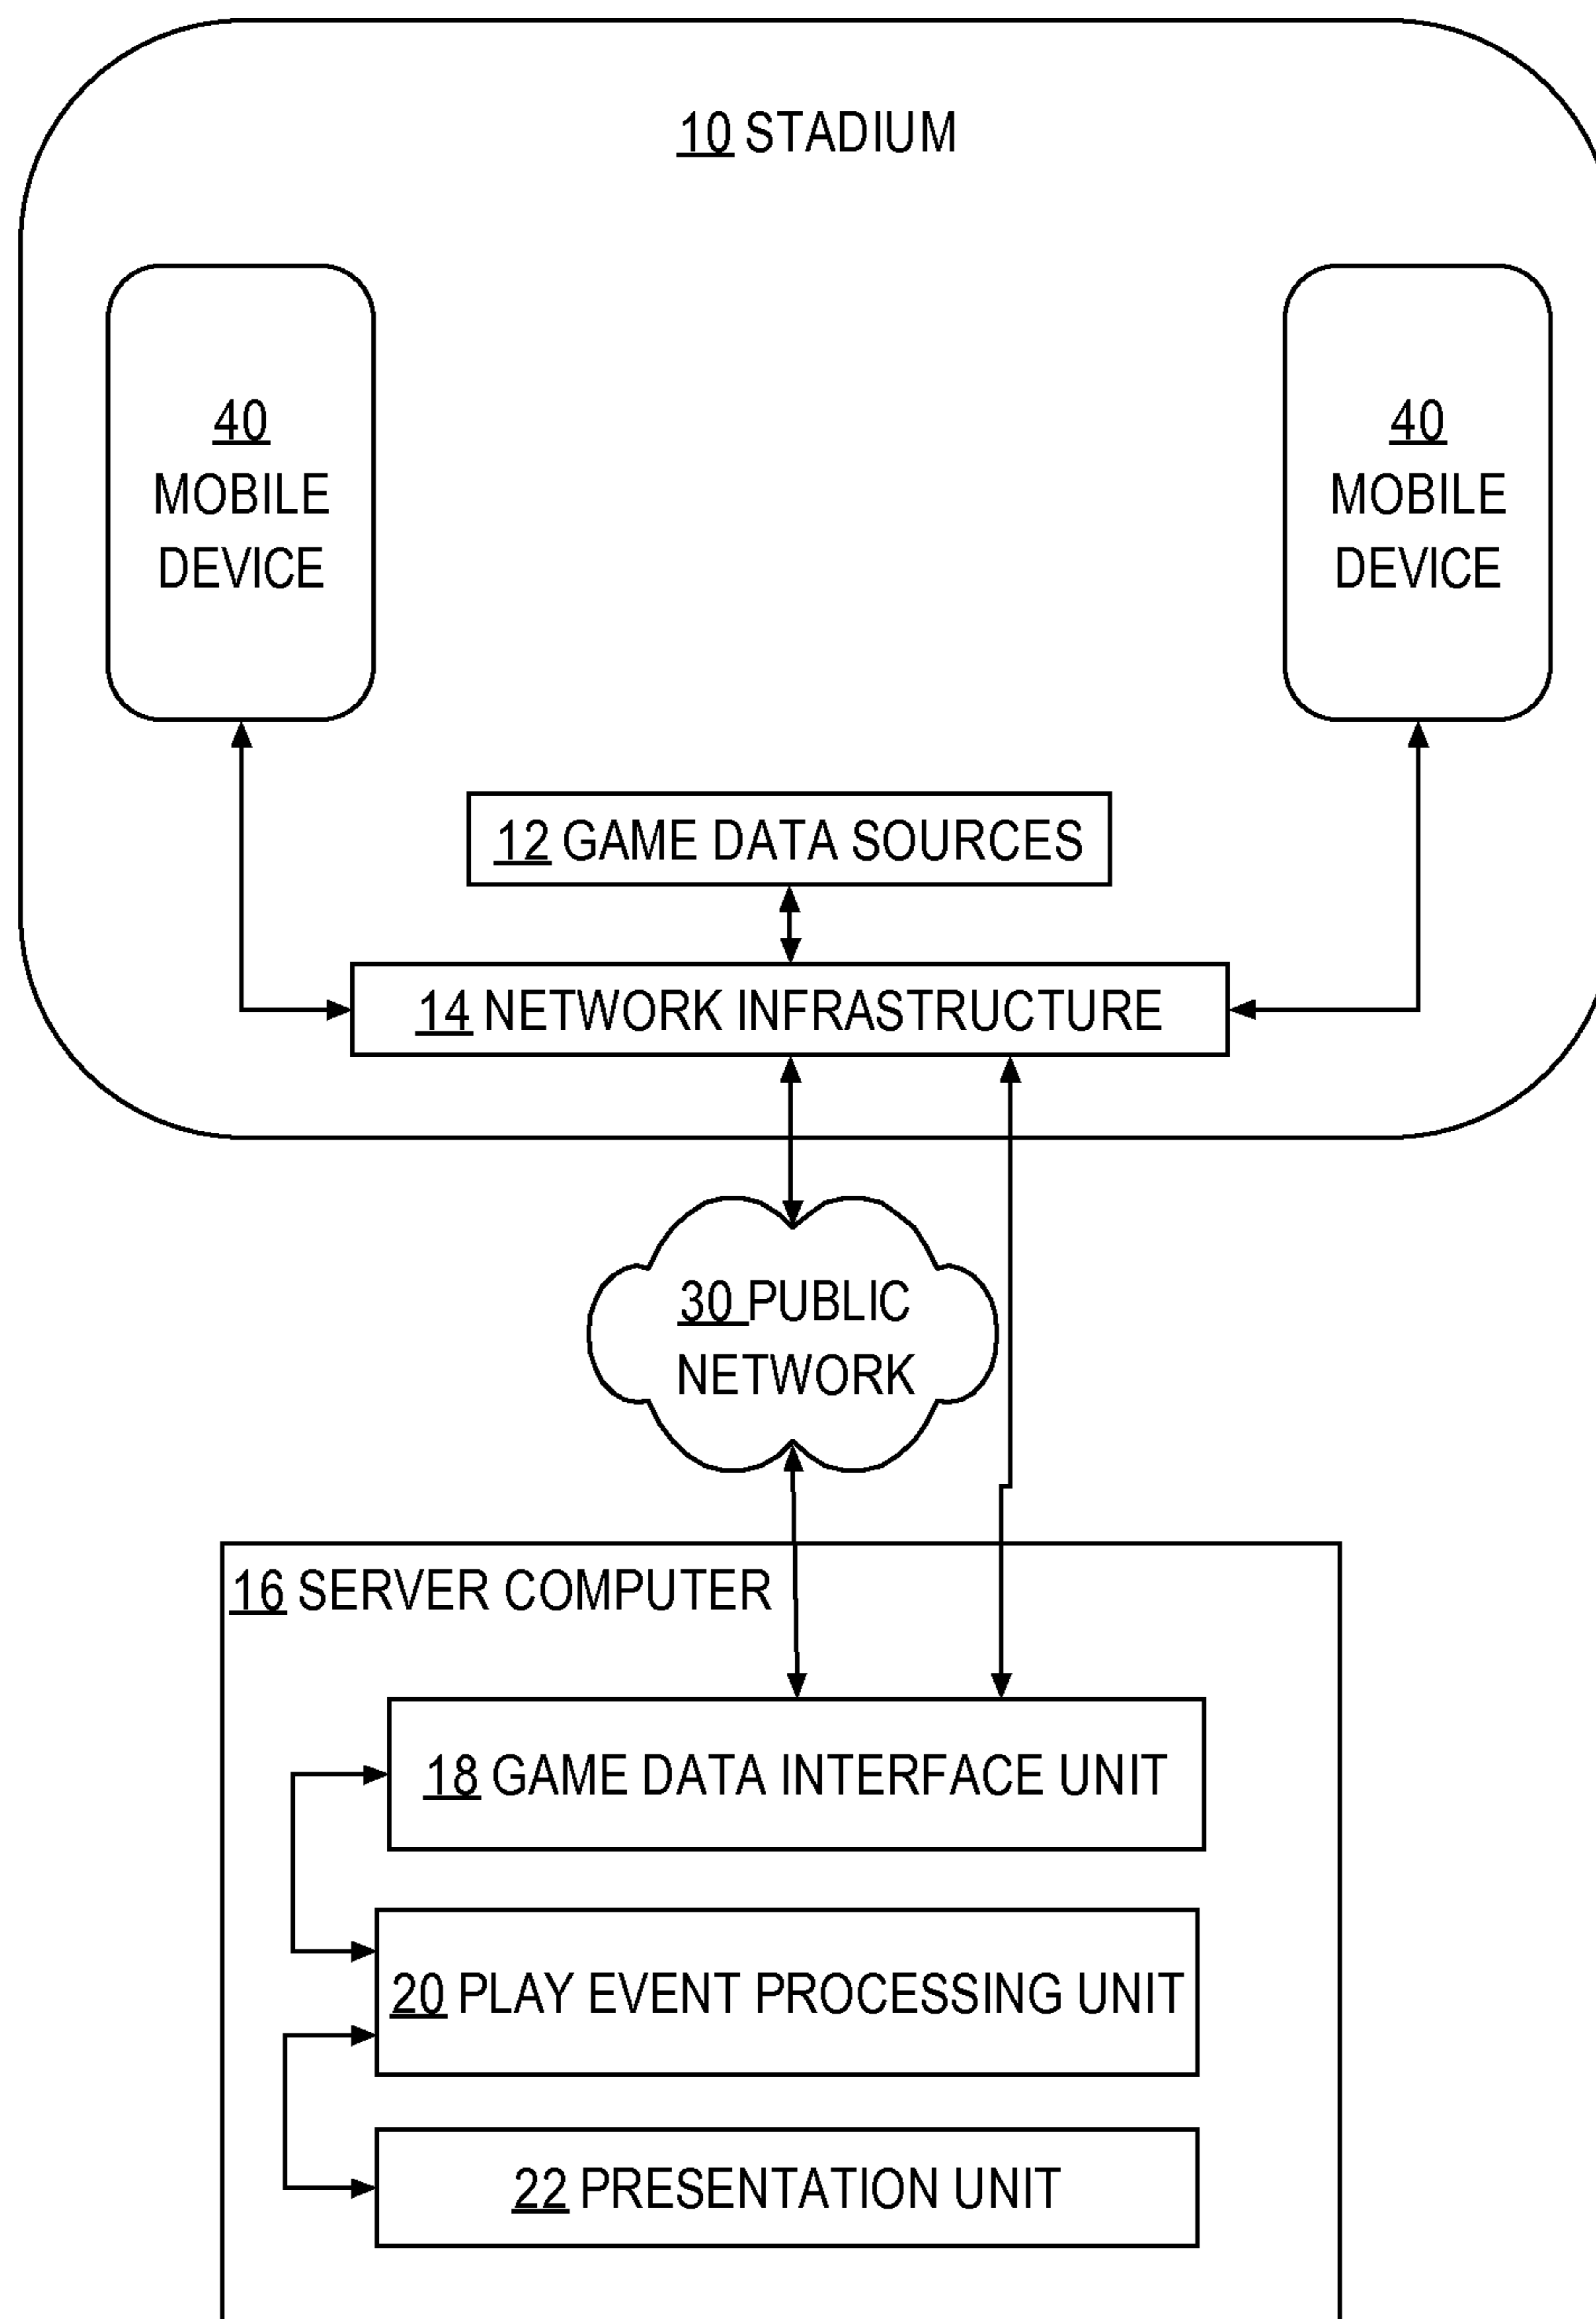 10 STADIUM
40
MOBILE
DEVICE
40
MOBILE
DEVICE
12 GAME DATA SOURCES
14 NETWORK INFRASTRUCTURE
30 PUBLIC
NETWORK
16 SERVER COMPUTER
18 GAME DATA INTERFACE UNIT
20 PLAY EVENT PROCESSING UNIT
22 PRESENTATION UNIT